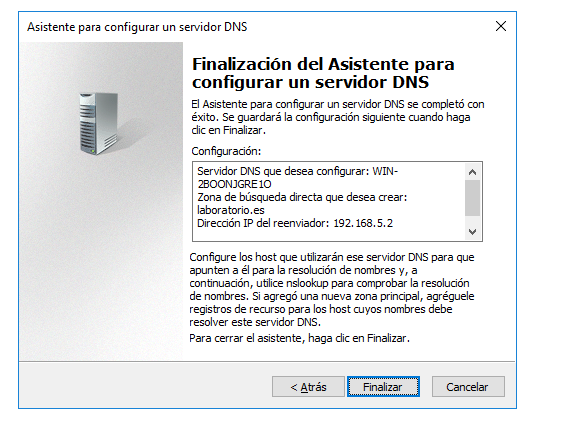 Asistente para configurar un servidor DNS
Finalización del Asistente para
configurar un servidor DNS
El Asistente para configurar un servidor DNS se completó con
éxito. Se guardará la configuración siguiente cuando haga
clic en Finalizar.
Configuración:
Servidor DNS que desea configurar: WIN-
2BOONJGRE1O
Zona de búsqueda directa que desea crear:
laboratorio.es
Dirección IP del reenviador: 192.168.5.2
Configure los host que utilizarán ese servidor DNS para que
apunten a él para la resolución de nombres y, a
continuación, utilice nslookup para comprobar la resolución
de nombres. Si agregó una nueva zona principal, agréguele
registros de recurso para los host cuyos nombres debe
resolver este servidor DNS.
Para cerrar el asistente, haga clic en Finalizar.
< Atrás
Finalizar
Cancelar